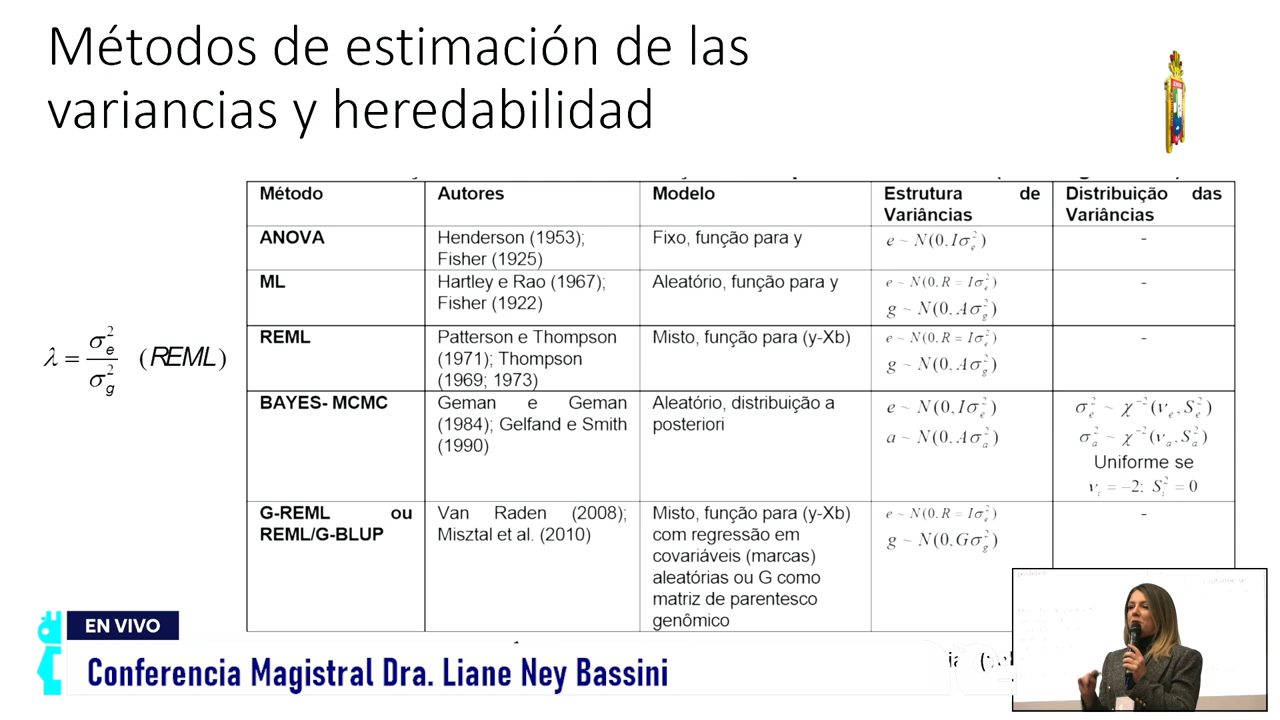 Métodos de estimación de las
variancias y heredabilidad
λ = σ²e / σ²g (REML)
Método Autores Modelo Estrutura de Variâncias Distribuição das Variâncias
ANOVA Henderson (1953); Fisher (1925) Fixo, função para y e ~ N(0, Iσ²e) -
ML Hartley e Rao (1967); Fisher (1922) Aleatório, função para y e ~ N(0, R = Iσ²e) g ~ N(0, Aσ²g) -
REML Patterson e Thompson (1971); Thompson (1969; 1973) Misto, função para (y-Xb) e ~ N(0, R = Iσ²e) g ~ N(0, Aσ²g) -
BAYES- MCMC Geman e Geman (1984); Gelfand e Smith (1990) Aleatório, distribuição a posteriori e ~ N(0, Iσ²e) a ~ N(0, Aσ²a) σ²e ~ χ⁻²(νe, S²e) σ²a ~ χ⁻²(νa, S²a) Uniforme se νi = −2; S²i = 0
G-REML ou REML/G-BLUP Van Raden (2008); Misztal et al. (2010) Misto, função para (y-Xb) com regressão em covariáveis (marcas) aleatórias ou G como matriz de parentesco genômico e ~ N(0, R = Iσ²e) g ~ N(0, Gσ²g) -
EN VIVO
Conferencia Magistral Dra. Liane Ney Bassini